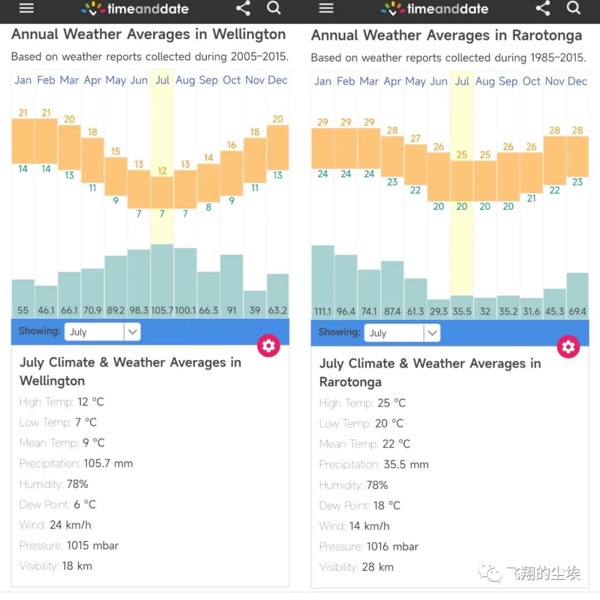 timeanddate
Annual Weather Averages in Wellington
Based on weather reports collected during 2005–2015.
Jan Feb Mar Apr May Jun Jul Aug Sep Oct Nov Dec
21 21 20 18 15 13 12 13 14 16 18 20
14 14 13 11 9 7 7 7 8 9 11 13
55 46.1 66.1 70.9 89.2 98.3 105.7 100.1 66.3 91 39 63.2
Showing: July
July Climate & Weather Averages in
Wellington
High Temp: 12 °C
Low Temp: 7 °C
Mean Temp: 9 °C
Precipitation: 105.7 mm
Humidity: 78%
Dew Point: 6 °C
Wind: 24 km/h
Pressure: 1015 mbar
Visibility: 18 km
timeanddate
Annual Weather Averages in Rarotonga
Based on weather reports collected during 1985–2015.
Jan Feb Mar Apr May Jun Jul Aug Sep Oct Nov Dec
29 29 29 28 27 26 25 25 26 26 28 28
24 24 24 23 22 20 20 20 20 21 22 23
111.1 96.4 74.1 87.4 61.3 29.3 35.5 32 35.2 31.6 45.3 69.4
Showing: July
July Climate & Weather Averages in
Rarotonga
High Temp: 25 °C
Low Temp: 20 °C
Mean Temp: 22 °C
Precipitation: 35.5 mm
Humidity: 78%
Dew Point: 18 °C
Wind: 14 km/h
Pressure: 1016 mbar
Visibility: 28 km
飞翔的尘埃